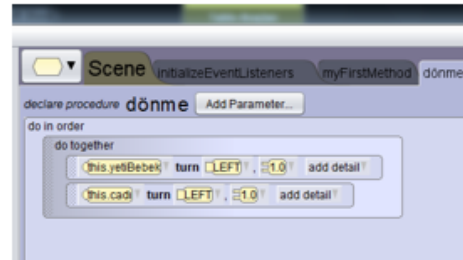 Scene initializeEventListeners myFirstMethod dönme
declare procedure dönme Add Parameter...
do in order
do together
this.yetiBebek turn LEFT , 1.0 add detail
this.cadi turn LEFT , 1.0 add detail